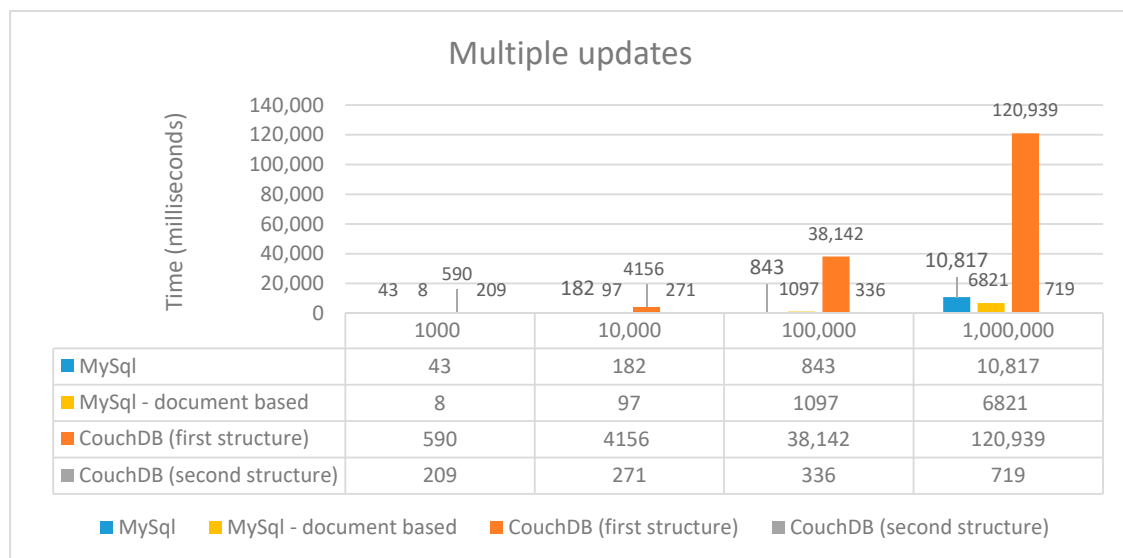 Multiple updates
Time (milliseconds)
140,000
120,000
100,000
80,000
60,000
40,000
20,000
0
43 8 590 209
182 97 4156 271
843 1097 38,142 336
10,817 6821 120,939 719
1000 10,000 100,000 1,000,000
MySql 43 182 843 10,817
MySql - document based 8 97 1097 6821
CouchDB (first structure) 590 4156 38,142 120,939
CouchDB (second structure) 209 271 336 719
MySql MySql - document based CouchDB (first structure) CouchDB (second structure)